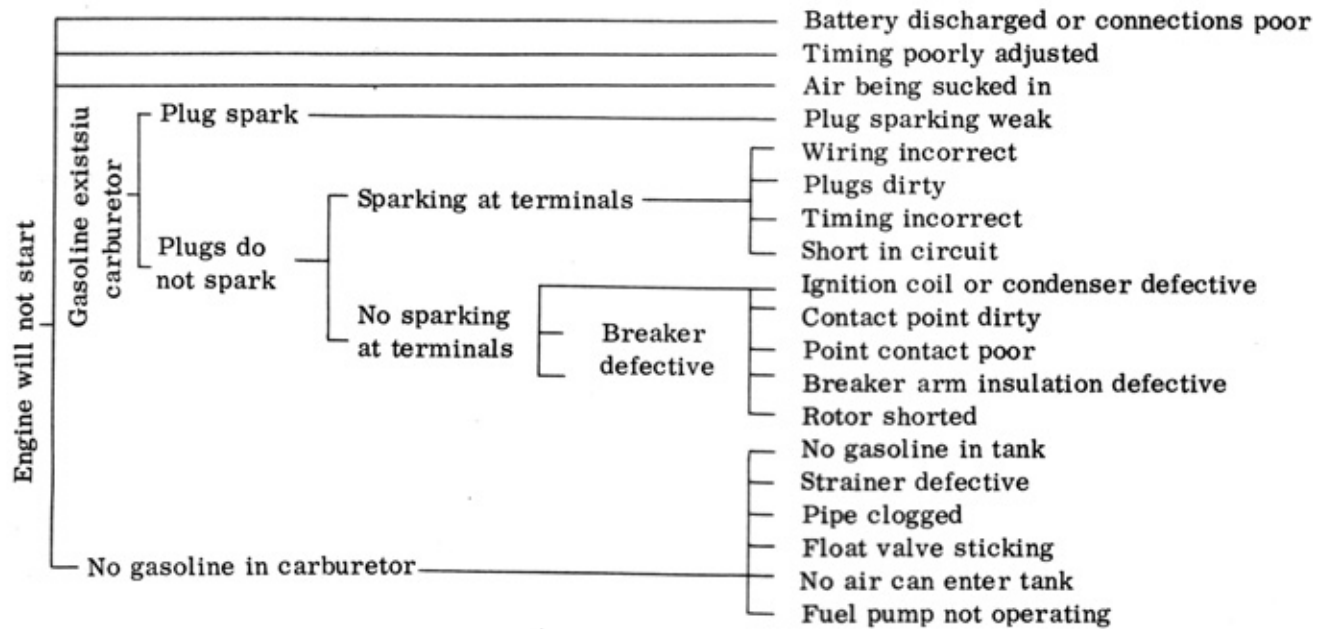 Battery discharged or connections poor
Timing poorly adjusted
Air being sucked in
Plug spark
Plug sparking weak
Wiring incorrect
Plugs dirty
Sparking at terminals
Timing incorrect
Short in circuit
Gasoline existsiu
carburetor
Plugs do
not spark
Ignition coil or condenser defective
Contact point dirty
No sparking
at terminals
Breaker
defective
Point contact poor
Breaker arm insulation defective
Rotor shorted
Engine will not start
No gasoline in tank
Strainer defective
Pipe clogged
Float valve sticking
No gasoline in carburetor
No air can enter tank
Fuel pump not operating